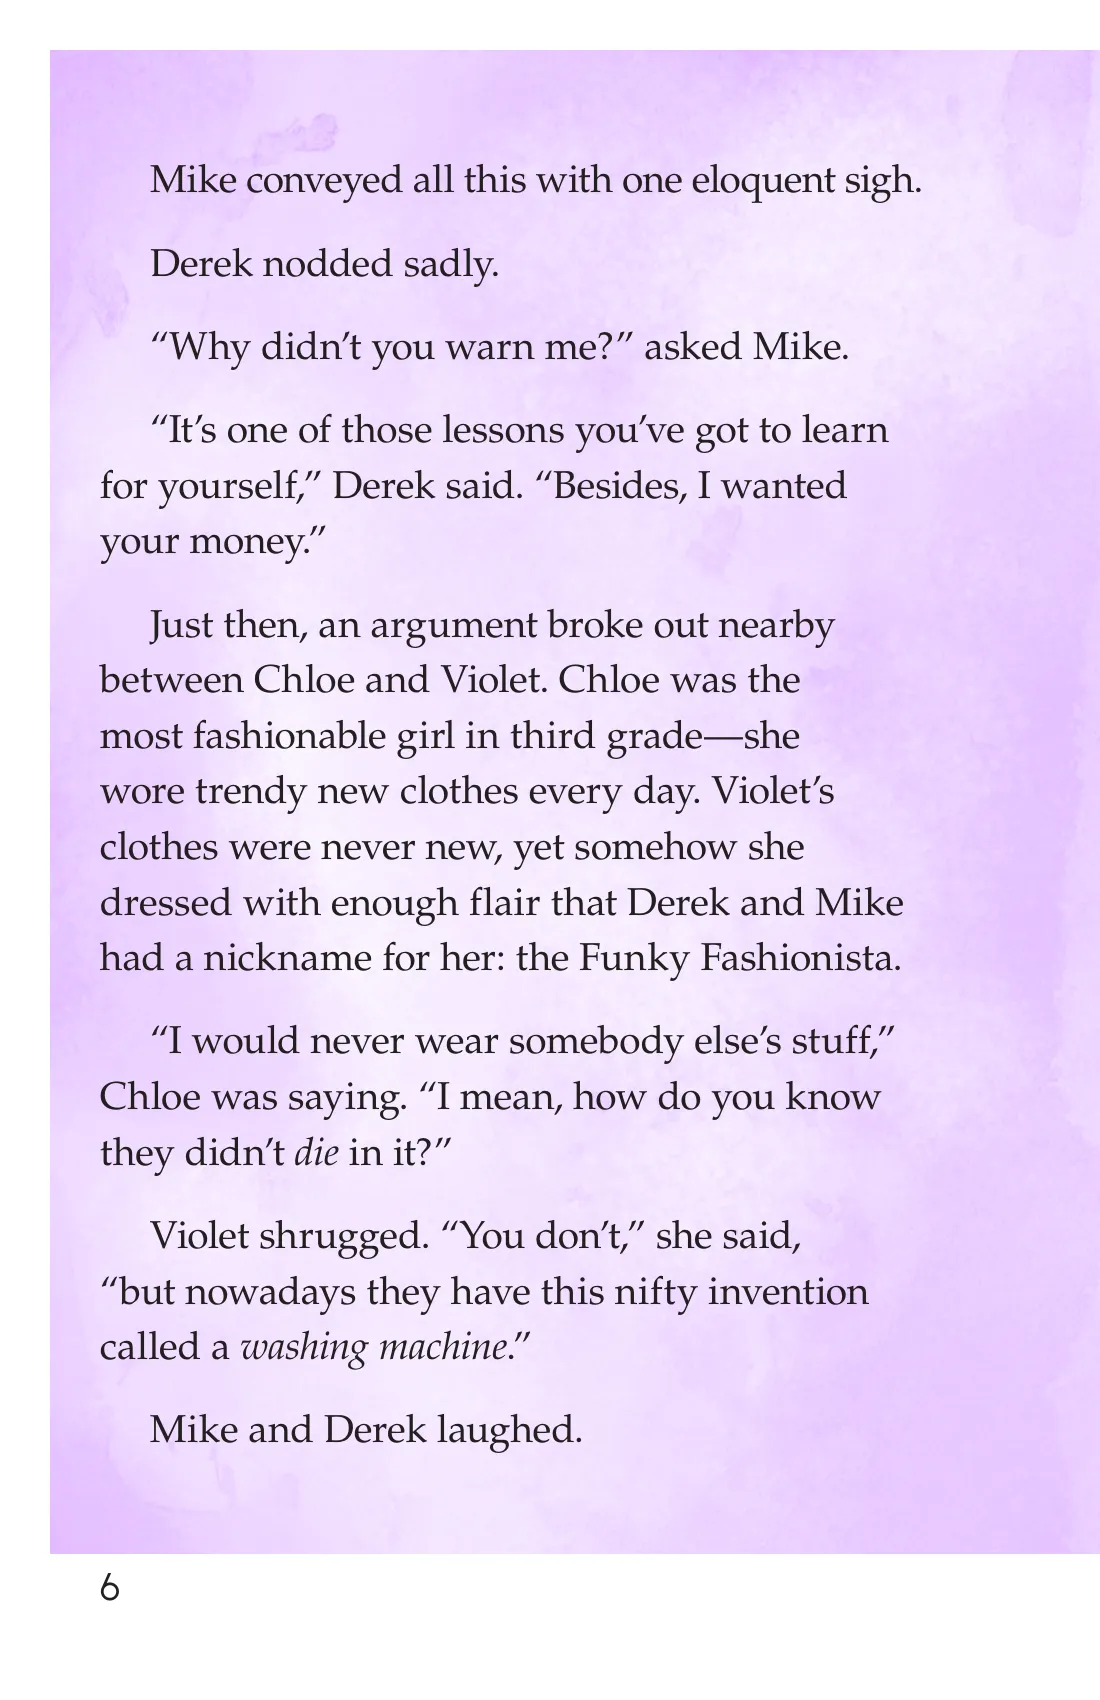 Mike conveyed all this with one eloquent sigh.
Derek nodded sadly.
“Why didn’t you warn me?” asked Mike.
“It’s one of those lessons you’ve got to learn
for yourself,” Derek said. “Besides, I wanted
your money.”
Just then, an argument broke out nearby
between Chloe and Violet. Chloe was the
most fashionable girl in third grade—she
wore trendy new clothes every day. Violet’s
clothes were never new, yet somehow she
dressed with enough flair that Derek and Mike
had a nickname for her: the Funky Fashionista.
“I would never wear somebody else’s stuff,”
Chloe was saying. “I mean, how do you know
they didn’t die in it?”
Violet shrugged. “You don’t,” she said,
“but nowadays they have this nifty invention
called a washing machine.”
Mike and Derek laughed.
6